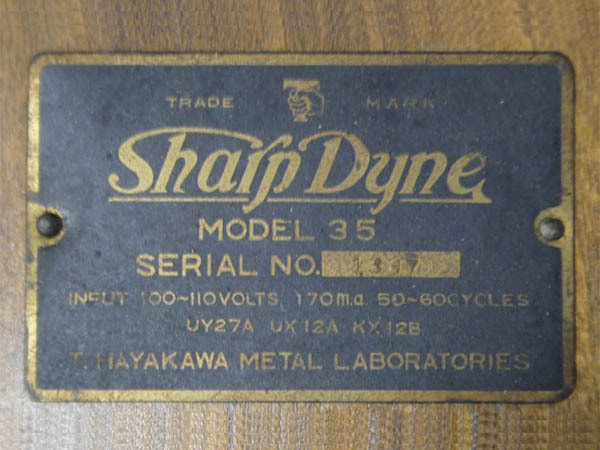 TRADE MARK
Sharp Dyne
MODEL 35
SERIAL NO.
INPUT 100~110VOLTS 170m.a. 50~60CYCLES
UY27A UX12A KX12B
T. HAYAKAWA METAL LABORATORIES